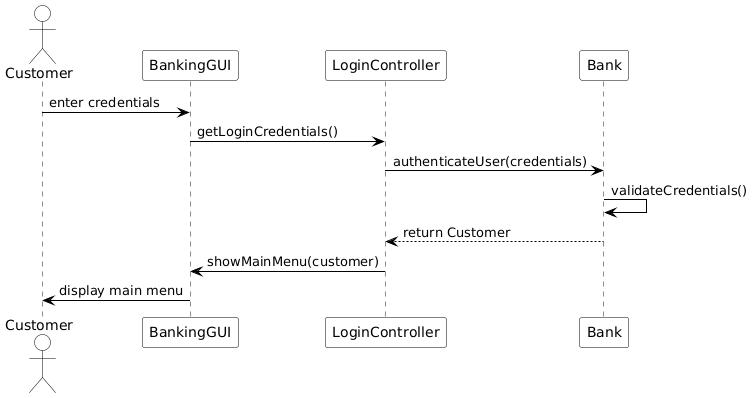 Customer
BankingGUI
LoginController
Bank
enter credentials
getLoginCredentials()
authenticateUser(credentials)
validateCredentials()
return Customer
showMainMenu(customer)
display main menu
Customer
BankingGUI
LoginController
Bank